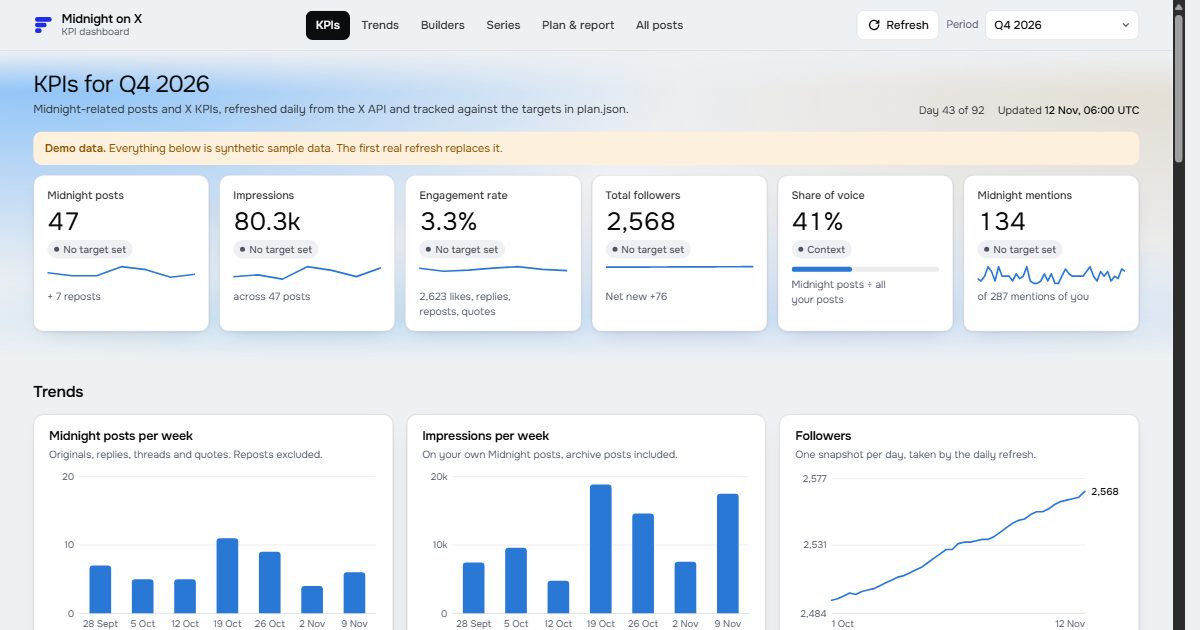 Midnight on X
KPI dashboard
KPIs
Trends
Builders
Series
Plan & report
All posts
Refresh
Period
Q4 2026
KPIs for Q4 2026
Midnight-related posts and X KPIs, refreshed daily from the X API and tracked against the targets in plan.json.
Day 43 of 92
Updated 12 Nov, 06:00 UTC
Demo data. Everything below is synthetic sample data. The first real refresh replaces it.
Midnight posts
47
No target set
+ 7 reposts
Impressions
80.3k
No target set
across 47 posts
Engagement rate
3.3%
No target set
2,623 likes, replies,
reposts, quotes
Total followers
2,568
No target set
Net new +76
Share of voice
41%
Context
Midnight posts ÷ all
your posts
Midnight mentions
134
No target set
of 287 mentions of you
Trends
Midnight posts per week
Originals, replies, threads and quotes. Reposts excluded.
20
10
0
28 Sept
5 Oct
12 Oct
19 Oct
26 Oct
2 Nov
9 Nov
Impressions per week
On your own Midnight posts, archive posts included.
20k
10k
0
28 Sept
5 Oct
12 Oct
19 Oct
26 Oct
2 Nov
9 Nov
Followers
One snapshot per day, taken by the daily refresh.
2,577
2,568
2,531
2,484
1 Oct
12 Nov